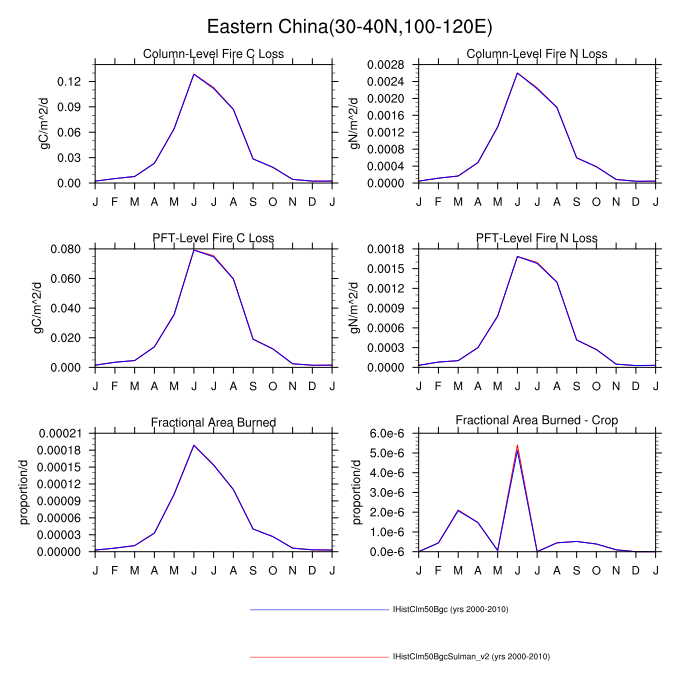 Eastern China(30-40N,100-120E)
Column-Level Fire C Loss
gC/m^2/d
0.12
0.09
0.06
0.03
0.00
J F M A M J J A S O N D J
Column-Level Fire N Loss
gN/m^2/d
0.0028
0.0024
0.0020
0.0016
0.0012
0.0008
0.0004
0.0000
J F M A M J J A S O N D J
PFT-Level Fire C Loss
gC/m^2/d
0.080
0.060
0.040
0.020
0.000
J F M A M J J A S O N D J
PFT-Level Fire N Loss
gN/m^2/d
0.0018
0.0015
0.0012
0.0009
0.0006
0.0003
0.0000
J F M A M J J A S O N D J
Fractional Area Burned
proportion/d
0.00021
0.00018
0.00015
0.00012
0.00009
0.00006
0.00003
0.00000
J F M A M J J A S O N D J
Fractional Area Burned - Crop
proportion/d
6.0e-6
5.0e-6
4.0e-6
3.0e-6
2.0e-6
1.0e-6
0.0e-6
J F M A M J J A S O N D J
IHistClm50Bgc (yrs 2000-2010)
IHistClm50BgcSulman_v2 (yrs 2000-2010)